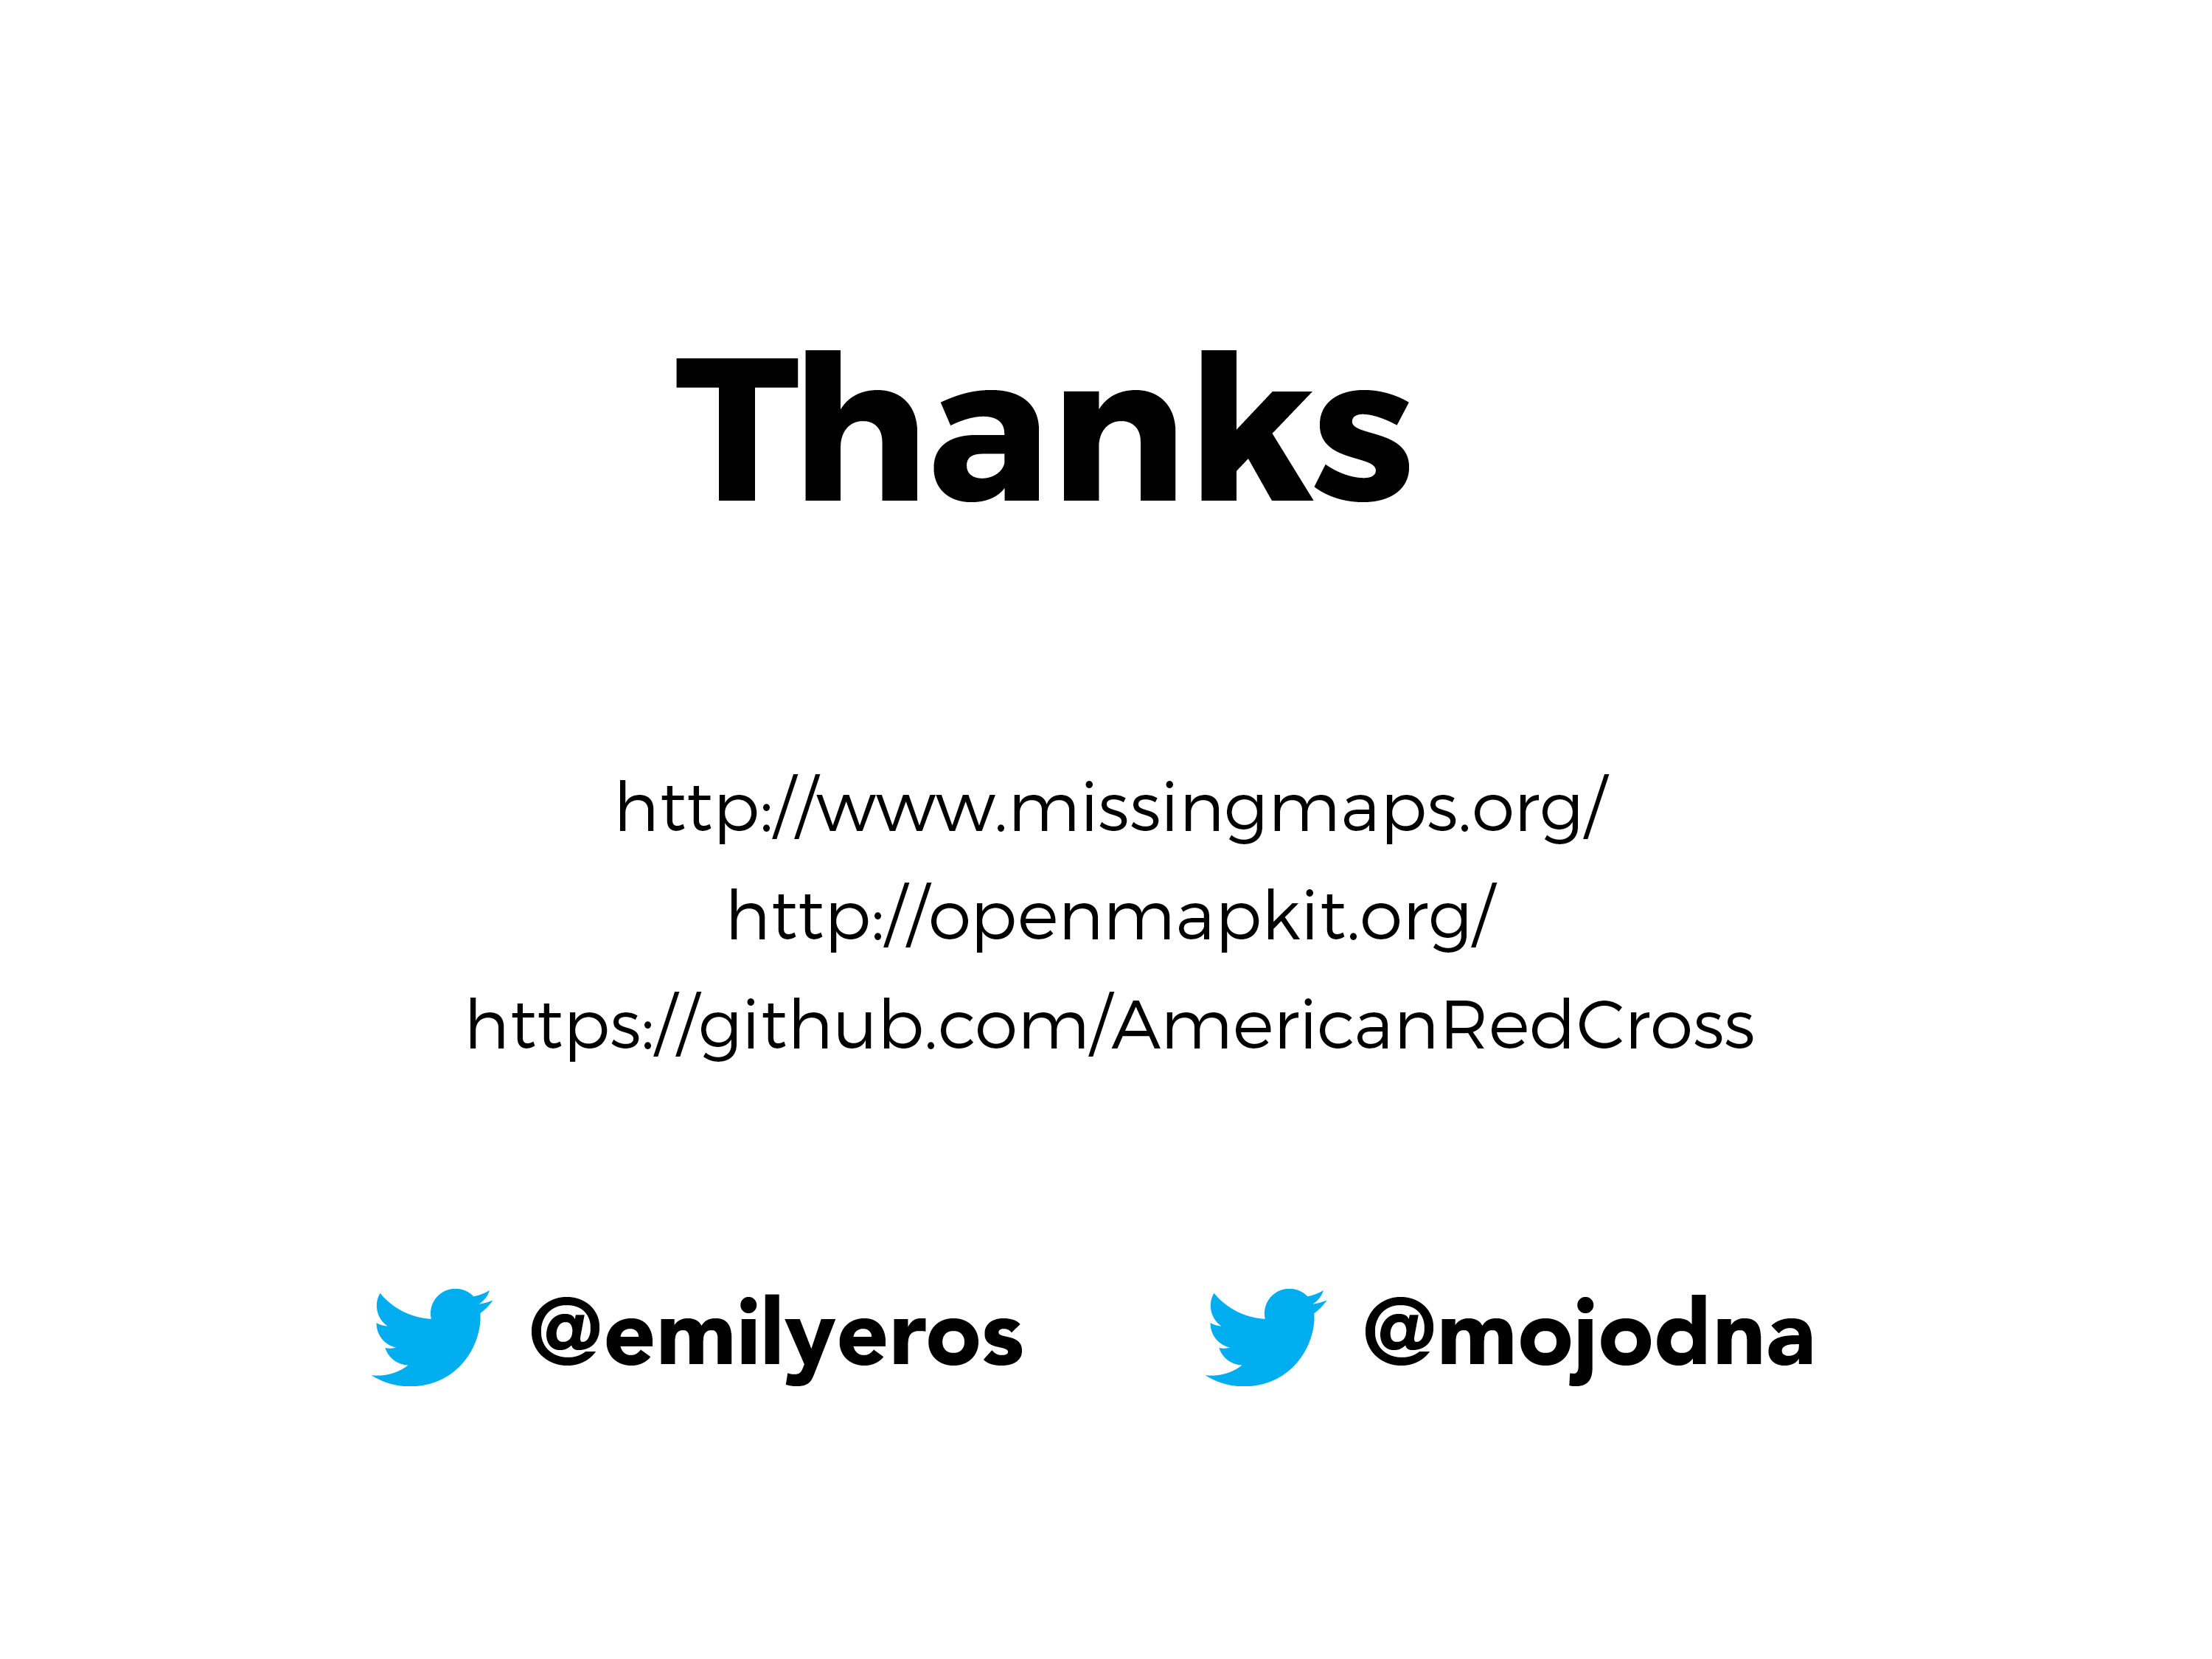 Thanks
http://www.missingmaps.org/
http://openmapkit.org/
https://github.com/AmericanRedCross
@emilyeros @mojodna